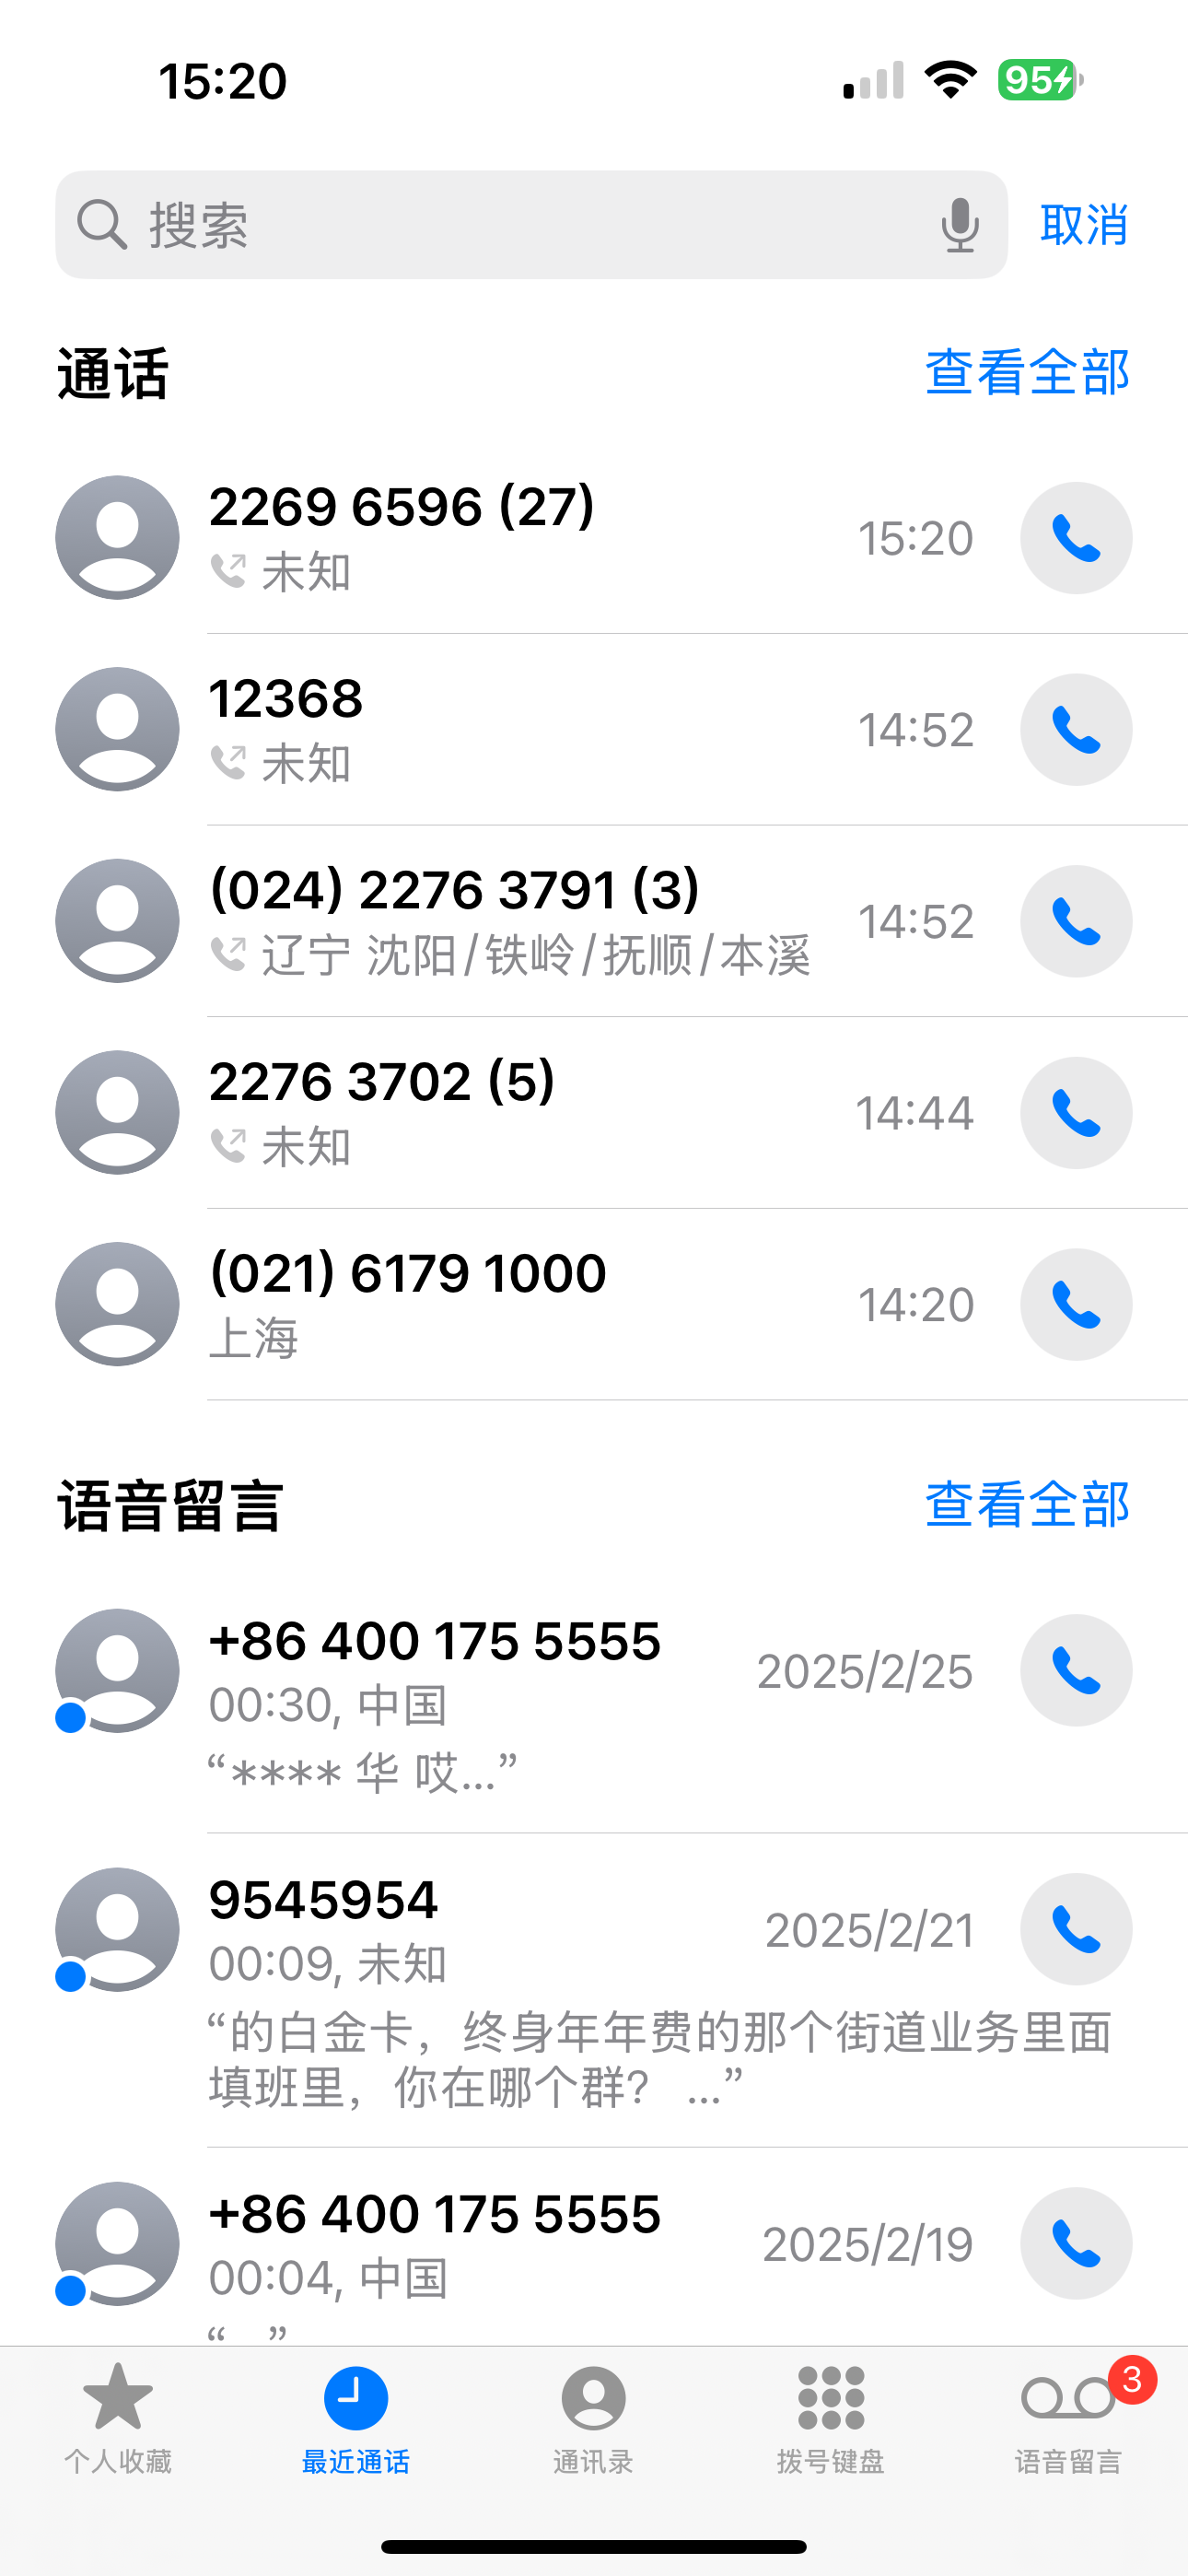 15:20
95
搜索
取消
通话
查看全部
2269 6596 (27)
未知
15:20
12368
未知
14:52
(024) 2276 3791 (3)
辽宁 沈阳/铁岭/抚顺/本溪
14:52
2276 3702 (5)
未知
14:44
(021) 6179 1000
上海
14:20
语音留言
查看全部
+86 400 175 5555
00:30, 中国
2025/2/25
“**** 华 哎...”
9545954
00:09, 未知
2025/2/21
“的白金卡，终身年年费的那个街道业务里面
填班里，你在哪个群？ ...”
+86 400 175 5555
00:04, 中国
2025/2/19
“ ”
个人收藏
最近通话
通讯录
拨号键盘
语音留言
3